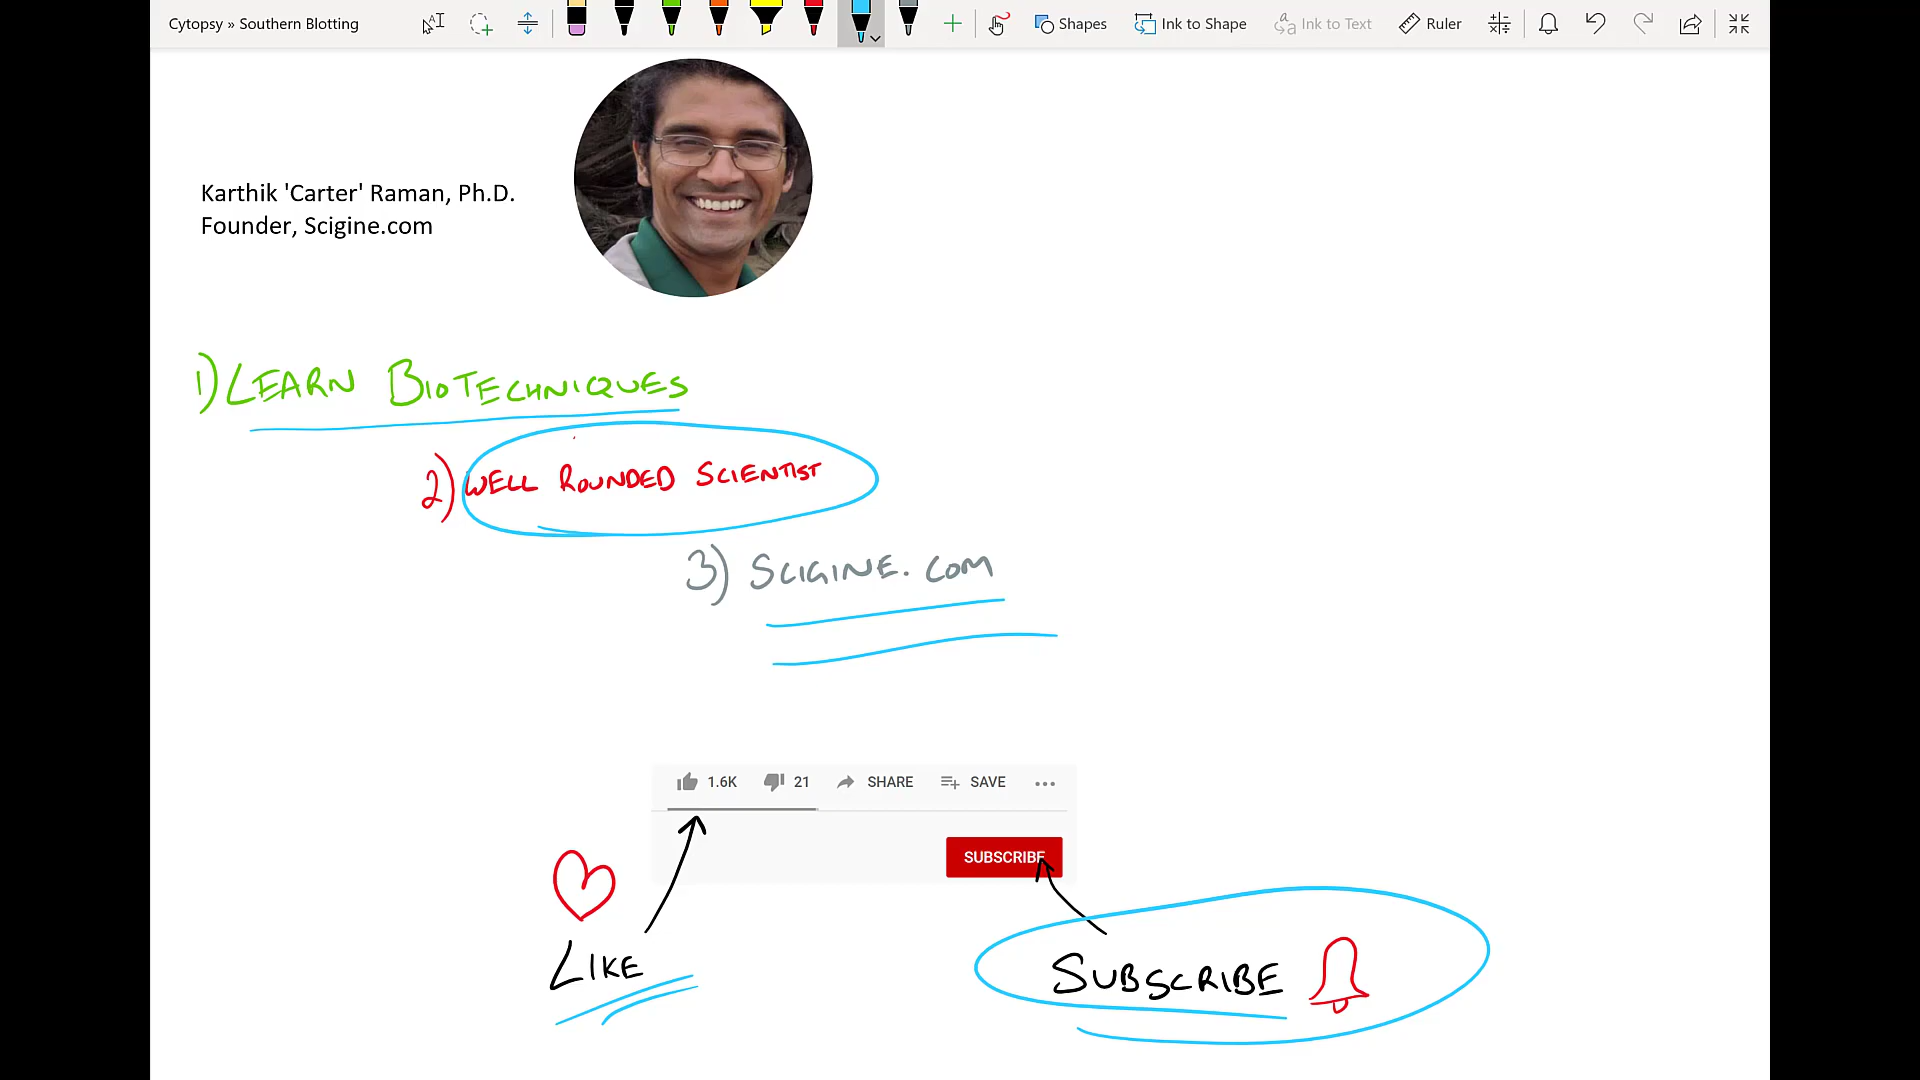 Cytopsy » Southern Blotting
Shapes
Ink to Shape
Ink to Text
Ruler
Karthik 'Carter' Raman, Ph.D.
Founder, Scigine.com
1) LEARN BIOTECHNIQUES
2) WELL ROUNDED SCIENTIST
3) SCIGINE.COM
1.6K 21 SHARE SAVE
SUBSCRIBE
LIKE
SUBSCRIBE